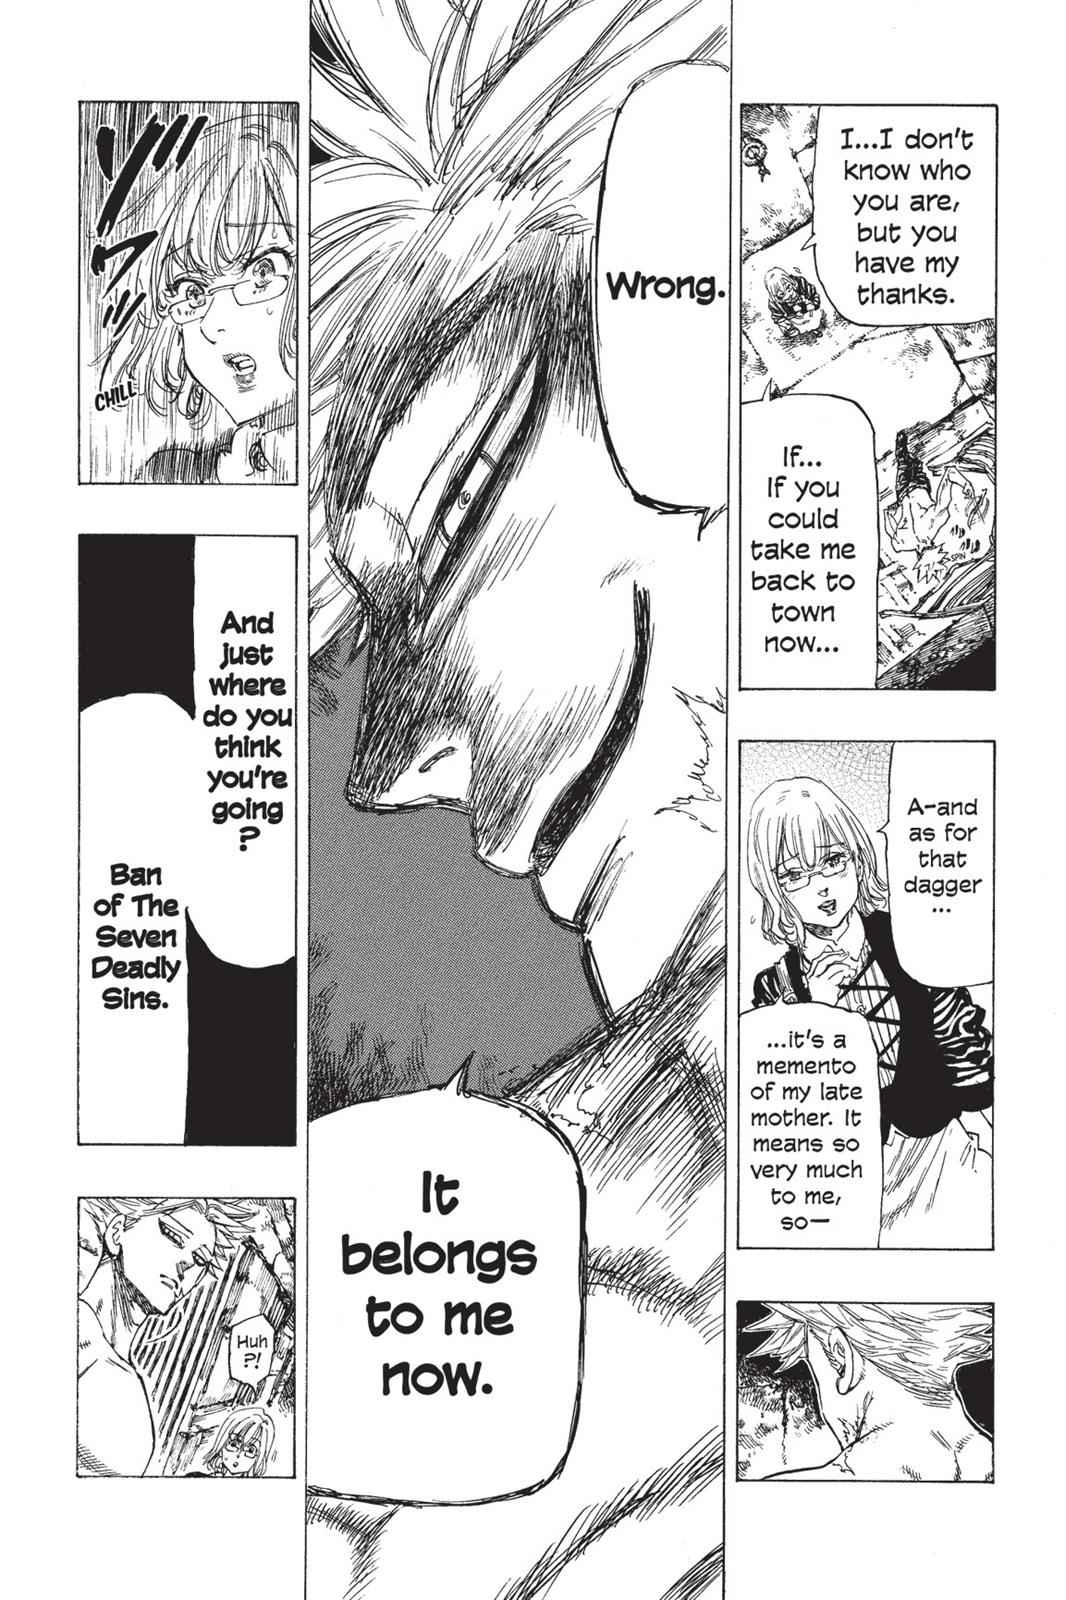 I...I don't
know who
you are,
but you
have my
thanks.
If...
If you
could
take me
back to
town
now...
SPIN
A-and
as for
that
dagger
...
...it's a
memento
of my late
mother. It
means so
very much
to me,
so—
Wrong.
It
belongs
to me
now.
ゾワッ
CHILL
And
just
where
do you
think
you're
going
?
Ban
of The
Seven
Deadly
Sins.
Huh
?!